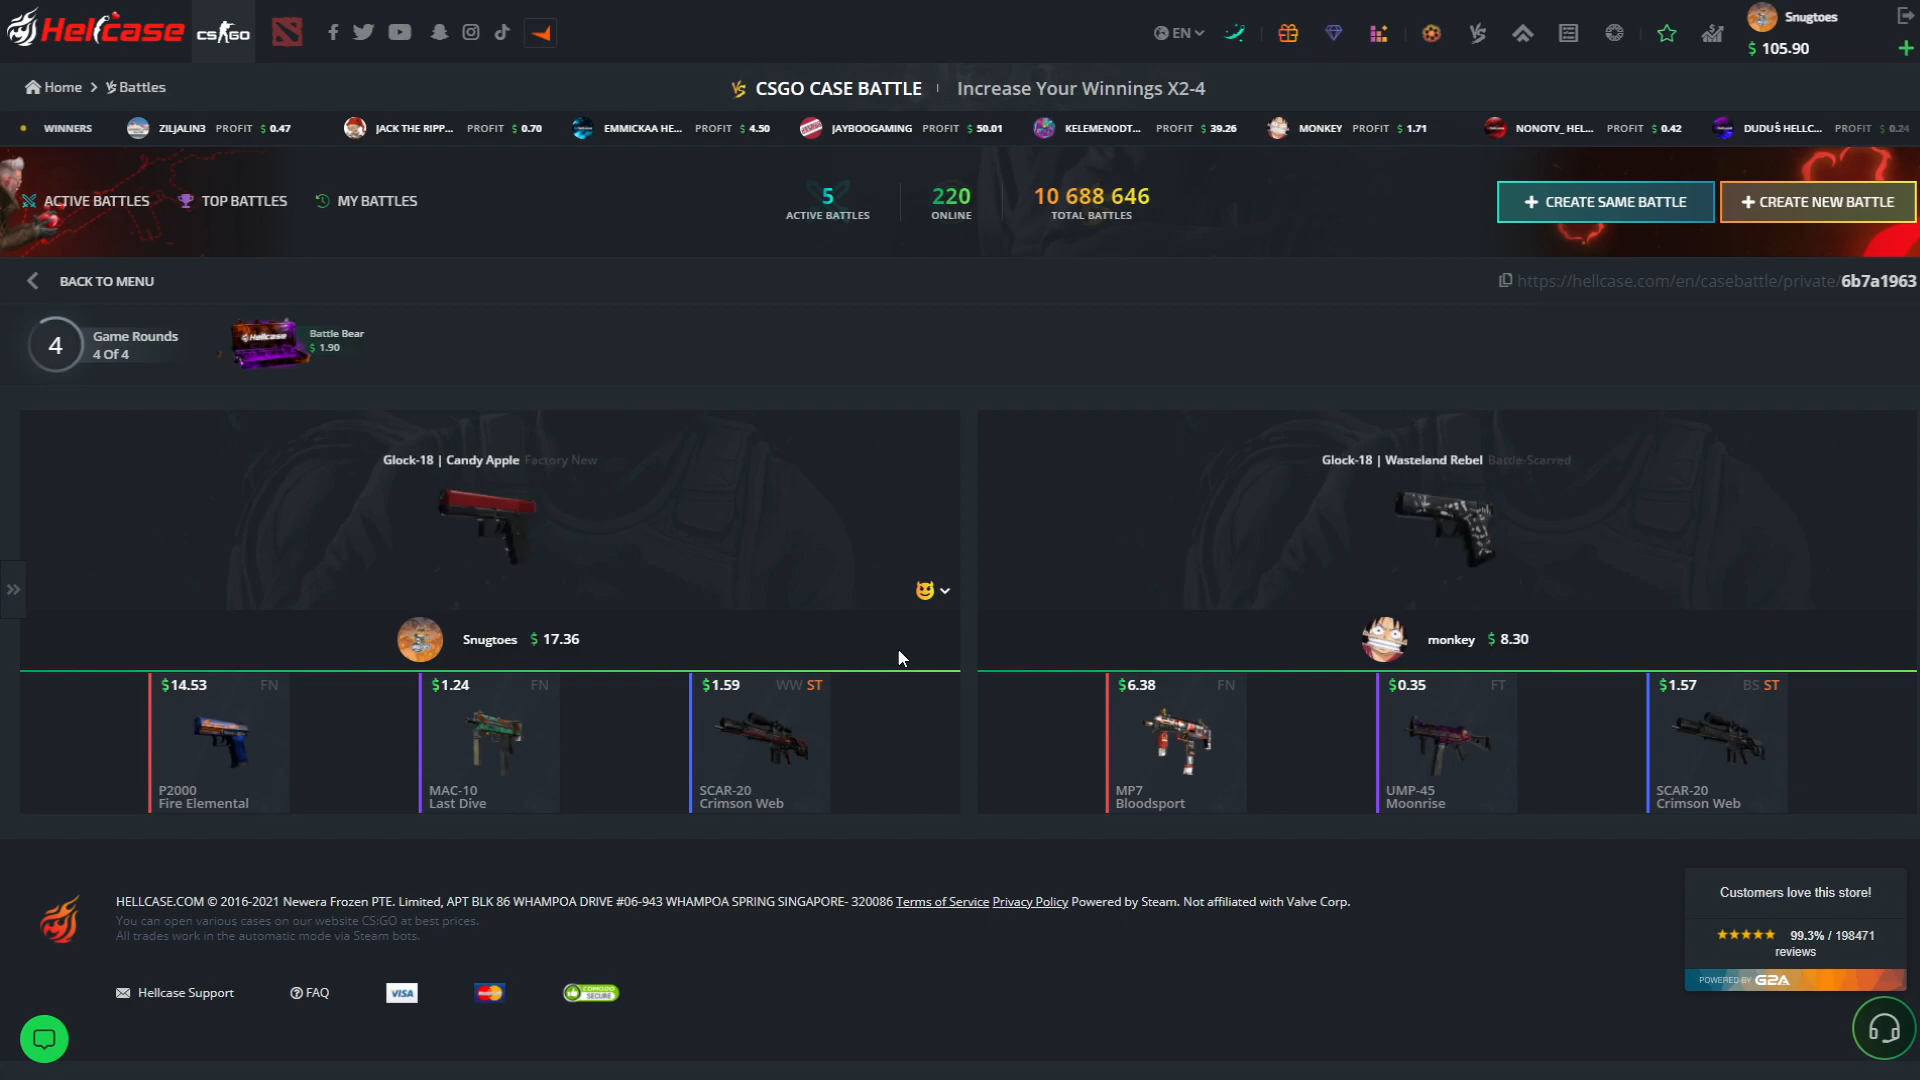 Hellcase
CS:GO
EN
Snugtoes
$ 105.90
Home > Battles
CSGO CASE BATTLE | Increase Your Winnings X2-4
WINNERS
ZILJALIN3 PROFIT $ 0.47
JACK THE RIPP... PROFIT $ 0.70
EMMICKAA HE... PROFIT $ 4.50
JAYBOOGAMING PROFIT $ 50.01
KELEMENODT... PROFIT $ 39.26
MONKEY PROFIT $ 1.71
NONOTV_ HEL... PROFIT $ 0.42
DUDUŠ HELLC... PROFIT $ 0.24
ACTIVE BATTLES
TOP BATTLES
MY BATTLES
5
ACTIVE BATTLES
220
ONLINE
10 688 646
TOTAL BATTLES
+ CREATE SAME BATTLE
+ CREATE NEW BATTLE
BACK TO MENU
https://hellcase.com/en/casebattle/private/6b7a1963
4
Game Rounds
4 Of 4
Hellcase
Battle Bear
$ 1.90
Glock-18 | Candy Apple Factory New
Glock-18 | Wasteland Rebel Battle-Scarred
Snugtoes $ 17.36
monkey $ 8.30
$14.53 FN
P2000
Fire Elemental
$1.24 FN
MAC-10
Last Dive
$1.59 WW ST
SCAR-20
Crimson Web
$6.38 FN
MP7
Bloodsport
$0.35 FT
UMP-45
Moonrise
$1.57 BS ST
SCAR-20
Crimson Web
HELLCASE.COM © 2016-2021 Newera Frozen PTE. Limited, APT BLK 86 WHAMPOA DRIVE #06-943 WHAMPOA SPRING SINGAPORE- 320086 Terms of Service Privacy Policy Powered by Steam. Not affiliated with Valve Corp.
You can open various cases on our website CS:GO at best prices.
All trades work in the automatic mode via Steam bots.
Customers love this store!
99.3% / 198471
reviews
POWERED BY G2A
Hellcase Support
FAQ
VISA
MasterCard
COMODO
SECURE